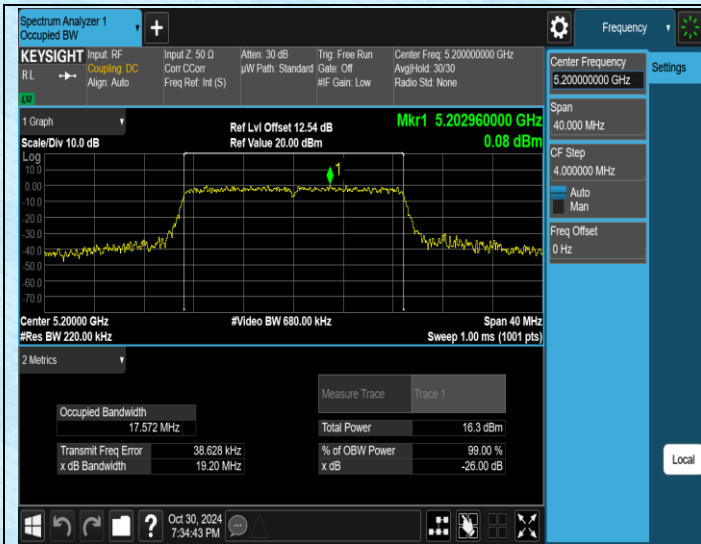 Spectrum Analyzer 1
Occupied BW
Frequency
KEYSIGHT
R L
LXI
Input: RF
Coupling: DC
Align: Auto
Input Z: 50 Ω
Corr CCorr
Freq Ref: Int (S)
Atten: 30 dB
µW Path: Standard
Trig: Free Run
Gate: Off
#IF Gain: Low
Center Freq: 5.200000000 GHz
Avg|Hold: 30/30
Radio Std: None
Center Frequency
5.200000000 GHz
Settings
Span
40.000 MHz
CF Step
4.000000 MHz
Auto
Man
Freq Offset
0 Hz
Local
1 Graph
Scale/Div 10.0 dB
Ref Lvl Offset 12.54 dB
Ref Value 20.00 dBm
Mkr1 5.202960000 GHz
0.08 dBm
Log
10.0
0.00
-10.0
-20.0
-30.0
-40.0
-50.0
-60.0
-70.0
1
Center 5.20000 GHz
#Res BW 220.00 kHz
#Video BW 680.00 kHz
Span 40 MHz
Sweep 1.00 ms (1001 pts)
2 Metrics
Measure Trace
Trace 1
Occupied Bandwidth
17.572 MHz
Total Power
16.3 dBm
Transmit Freq Error
38.628 kHz
% of OBW Power
99.00 %
x dB Bandwidth
19.20 MHz
x dB
-26.00 dB
?
Oct 30, 2024
7:34:43 PM